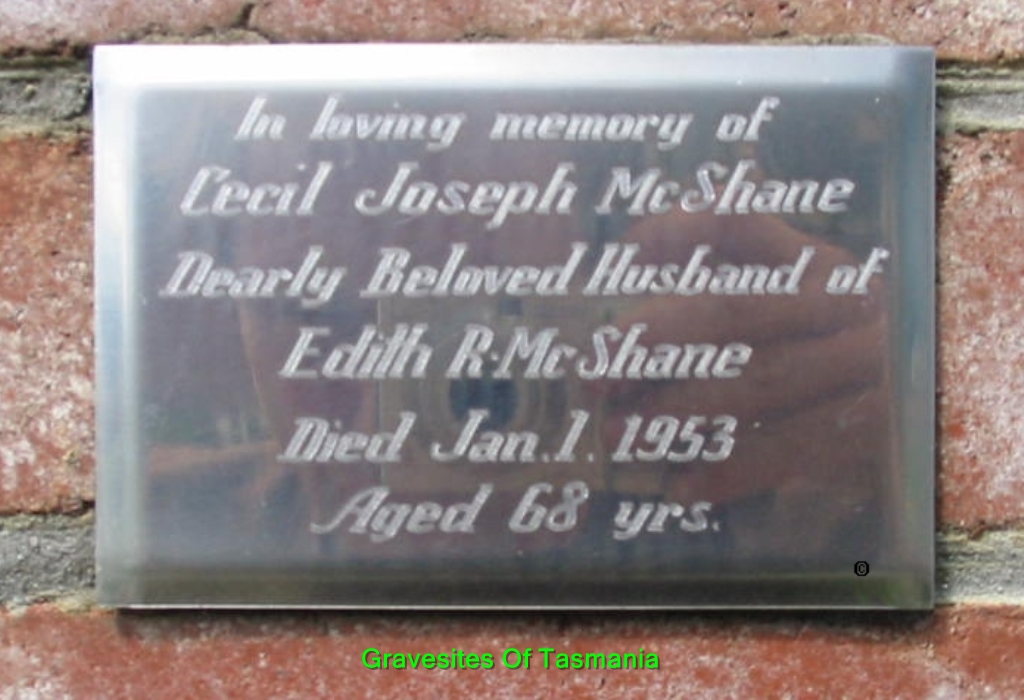 In loving memory of
Cecil Joseph McShane
Dearly Beloved Husband of
Edith R. McShane
Died Jan. 1. 1953
Aged 68 yrs.
©
Gravesites Of Tasmania